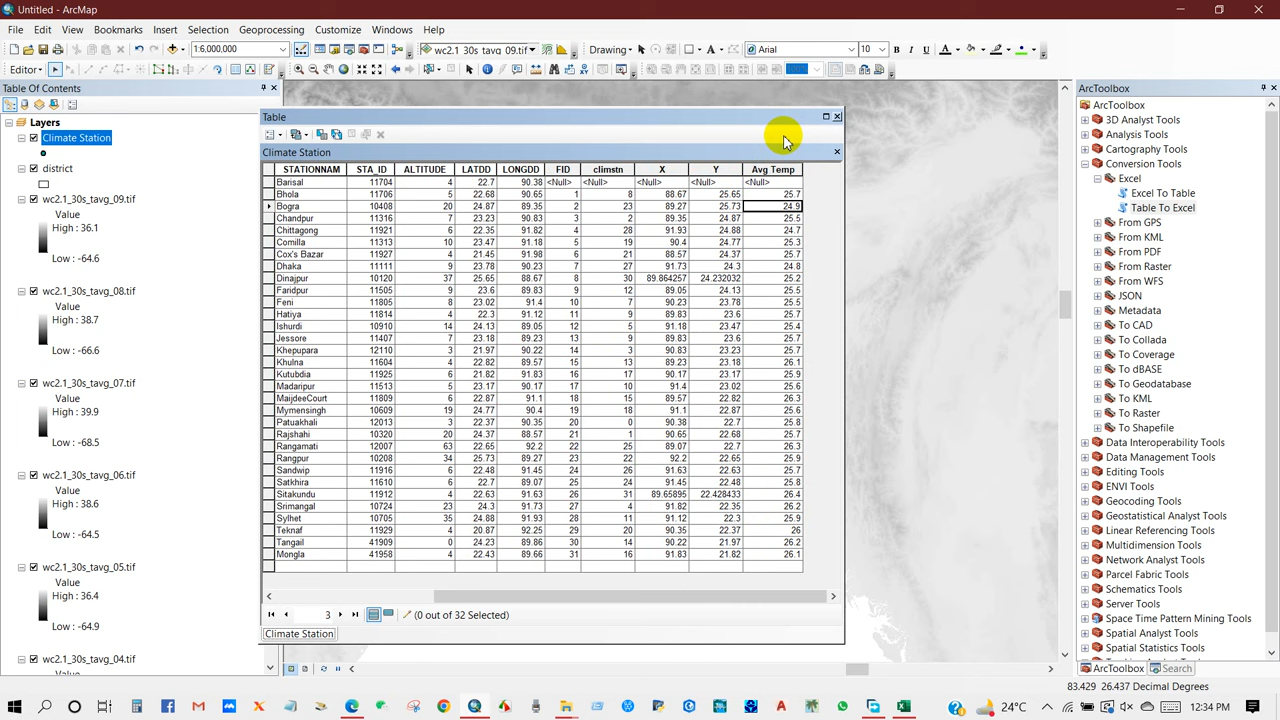 Untitled - ArcMap
File Edit View Bookmarks Insert Selection Geoprocessing Customize Windows Help
1:6,000,000 wc2.1_30s_tavg_09.tif Drawing Arial 10 B I U A
Editor 100%
Table Of Contents
Layers
Climate Station
district
wc2.1_30s_tavg_09.tif
Value
High : 36.1
Low : -64.6
wc2.1_30s_tavg_08.tif
Value
High : 38.7
Low : -66.6
wc2.1_30s_tavg_07.tif
Value
High : 39.9
Low : -68.5
wc2.1_30s_tavg_06.tif
Value
High : 38.6
Low : -64.5
wc2.1_30s_tavg_05.tif
Value
High : 36.4
Low : -64.9
wc2.1_30s_tavg_04.tif
Value
Table
Climate Station
STATIONNAM STA_ID ALTITUDE LATDD LONGDD FID climstn X Y Avg Temp
Barisal 11704 4 22.7 90.38 <Null> <Null> <Null> <Null> <Null>
Bhola 11706 5 22.68 90.65 1 8 88.67 25.65 25.7
Bogra 10408 20 24.87 89.35 2 23 89.27 25.73 24.9
Chandpur 11316 7 23.23 90.83 3 2 89.35 24.87 25.5
Chittagong 11921 6 22.35 91.82 4 28 91.93 24.88 24.7
Comilla 11313 10 23.47 91.18 5 19 90.4 24.77 25.3
Cox's Bazar 11927 4 21.45 91.98 6 21 88.57 24.37 25.7
Dhaka 11111 9 23.78 90.23 7 27 91.73 24.3 24.8
Dinajpur 10120 37 25.65 88.67 8 30 89.864257 24.232032 25.2
Faridpur 11505 9 23.6 89.83 9 12 89.05 24.13 25.5
Feni 11805 8 23.02 91.4 10 7 90.23 23.78 25.5
Hatiya 11814 4 22.3 91.12 11 9 89.83 23.6 25.7
Ishurdi 10910 14 24.13 89.05 12 5 91.18 23.47 25.4
Jessore 11407 7 23.18 89.23 13 9 89.83 23.6 25.7
Khepupara 12110 3 21.97 90.22 14 3 90.83 23.23 25.7
Khulna 11604 4 22.82 89.57 15 13 89.23 23.18 26.1
Kutubdia 11925 6 21.82 91.83 16 17 90.17 23.17 25.9
Madaripur 11513 5 23.17 90.17 17 10 91.4 23.02 25.6
MaijdeeCourt 11809 6 22.87 91.1 18 15 89.57 22.82 26.3
Mymensingh 10609 19 24.77 90.4 19 18 91.1 22.87 25.6
Patuakhali 12013 3 22.37 90.35 20 0 90.38 22.7 25.8
Rajshahi 10320 20 24.37 88.57 21 1 90.65 22.68 25.7
Rangamati 12007 63 22.65 92.2 22 25 89.07 22.7 26.3
Rangpur 10208 34 25.73 89.27 23 22 92.2 22.65 25.9
Sandwip 11916 6 22.48 91.45 24 26 91.63 22.63 25.7
Satkhira 11610 6 22.7 89.07 25 24 91.45 22.48 25.8
Sitakundu 11912 4 22.63 91.63 26 31 89.65895 22.428433 26.4
Srimangal 10724 23 24.3 91.73 27 4 91.82 22.35 26.2
Sylhet 10705 35 24.88 91.93 28 11 91.12 22.3 25.9
Teknaf 11929 4 20.87 92.25 29 20 90.35 22.37 26
Tangail 41909 0 24.23 89.86 30 14 90.22 21.97 26.2
Mongla 41958 4 22.43 89.66 31 16 91.83 21.82 26.1
3 (0 out of 32 Selected)
Climate Station
ArcToolbox
ArcToolbox
3D Analyst Tools
Analysis Tools
Cartography Tools
Conversion Tools
Excel
Excel To Table
Table To Excel
From GPS
From KML
From PDF
From Raster
From WFS
JSON
Metadata
To CAD
To Collada
To Coverage
To dBASE
To Geodatabase
To KML
To Raster
To Shapefile
Data Interoperability Tools
Data Management Tools
Editing Tools
ENVI Tools
Geocoding Tools
Geostatistical Analyst Tools
Linear Referencing Tools
Multidimension Tools
Network Analyst Tools
Parcel Fabric Tools
Schematics Tools
Server Tools
Space Time Pattern Mining Tools
Spatial Analyst Tools
Spatial Statistics Tools
ArcToolbox Search
83.429 26.437 Decimal Degrees
24°C 12:34 PM